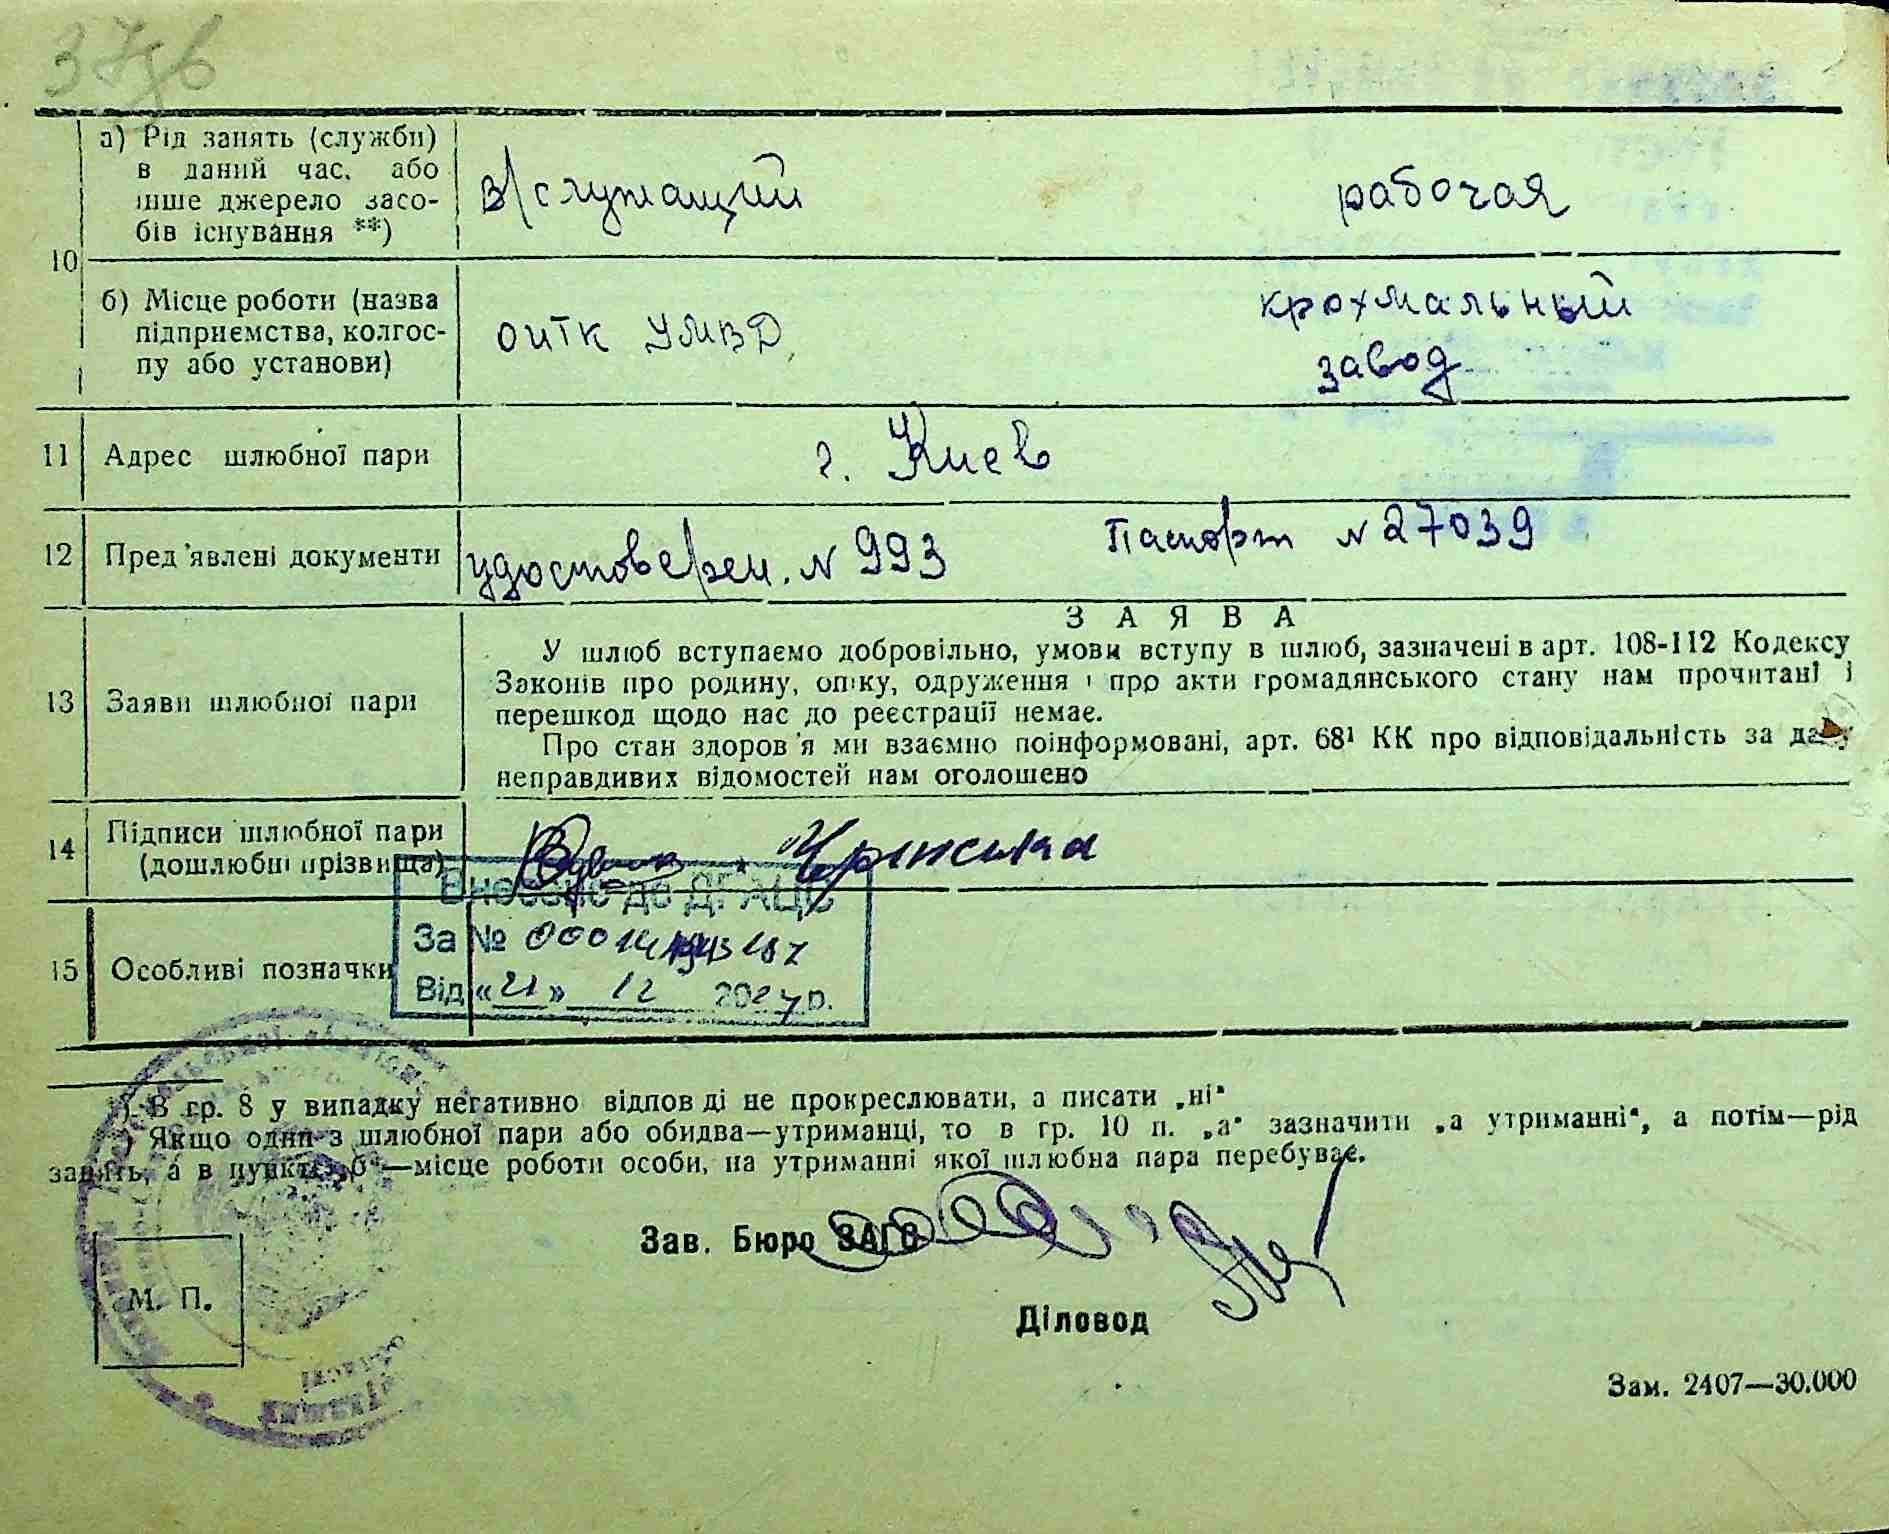 10
а) Рід занять (служби)
в даний час, або
інше джерело засо-
бів існування **)
в/служащий
рабочая
б) Місце роботи (назва
підприємства, колгос-
пу або установи)
ОИТК УМВД
крохмальный
завод
11 Адрес шлюбної пари
г. Киев
12 Пред'явлені документи
удостоверен. N 993
Паспорт N 27039
13 Заяви шлюбної пари
ЗАЯВА
У шлюб вступаємо добровільно, умови вступу в шлюб, зазначені в арт. 108-112 Кодексу
Законів про родину, опіку, одруження і про акти громадянського стану нам прочитані і
перешкод щодо нас до реєстрації немає.
Про стан здоров'я ми взаємно поінформовані, арт. 68¹ КК про відповідальність за дачу
неправдивих відомостей нам оголошено
14 Підписи шлюбної пари
(дошлюбні прізвища)
Внесено до ДРАЦС
За №
Від «21» 12 2024 р.
15 Особливі позначки
*) В гр. 8 у випадку негативно відпов ді не прокреслювати, а писати „ні"
) Якщо один з шлюбної пари або обидва—утриманці, то в гр. 10 п. „а" зазначити „а утриманні", а потім—рід
занять, а в пункті „б"—місце роботи особи, на утриманні якої шлюбна пара перебуває.
Зав. Бюро ЗАГС
М. П.
Діловод
Зам. 2407—30.000